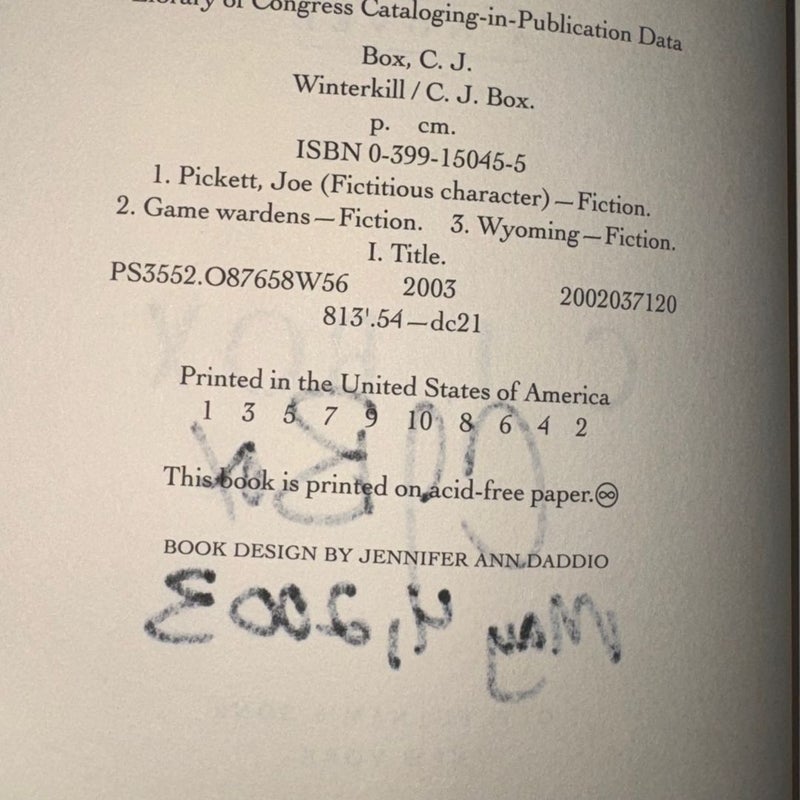 Library of Congress Cataloging-in-Publication Data
Box, C. J.
Winterkill / C. J. Box.
p. cm.
ISBN 0-399-15045-5
1. Pickett, Joe (Fictitious character)—Fiction.
2. Game wardens—Fiction. 3. Wyoming—Fiction.
I. Title.
PS3552.O87658W56 2003 2002037120
813'.54—dc21
Printed in the United States of America
1 3 5 7 9 10 8 6 4 2
This book is printed on acid-free paper.♾
BOOK DESIGN BY JENNIFER ANN DADDIO
May 4, 2003